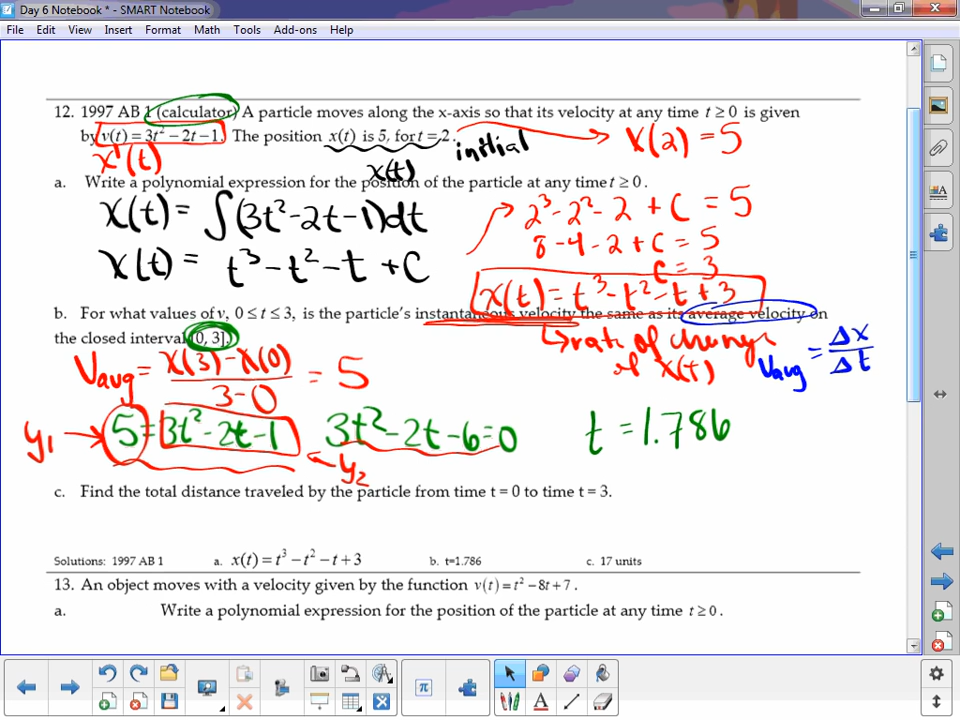 Day 6 Notebook * - SMART Notebook
File Edit View Insert Format Math Tools Add-ons Help
12. 1997 AB 1 (calculator) A particle moves along the x-axis so that its velocity at any time t ≥ 0 is given
by v(t) = 3t² − 2t − 1. The position x(t) is 5, for t = 2.
initial
x(2) = 5
x'(t)
x(t)
a. Write a polynomial expression for the position of the particle at any time t ≥ 0.
x(t) = ∫(3t² - 2t - 1)dt
2³ - 2² - 2 + C = 5
8 - 4 - 2 + C = 5
x(t) = t³ - t² - t + C
C = 3
x(t) = t³ - t² - t + 3
b. For what values of v, 0 ≤ t ≤ 3, is the particle's instantaneous velocity the same as its average velocity on
the closed interval [0, 3].
rate of change
of x(t)
Vavg = Δx/Δt
Vavg = x(3) - x(0) / 3 - 0 = 5
y1 → 5 = 3t² - 2t - 1 3t² - 2t - 6 = 0 t = 1.786
← y2
c. Find the total distance traveled by the particle from time t = 0 to time t = 3.
Solutions: 1997 AB 1 a. x(t) = t³ − t² − t + 3 b. t=1.786 c. 17 units
13. An object moves with a velocity given by the function v(t) = t² − 8t + 7 .
a. Write a polynomial expression for the position of the particle at any time t ≥ 0 .